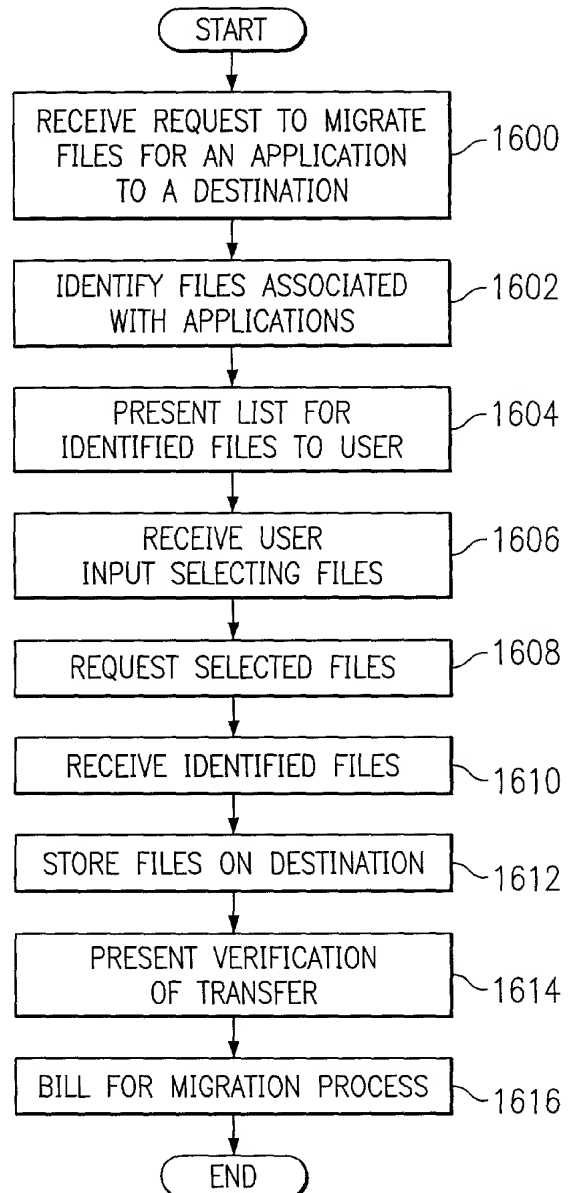 START
RECEIVE REQUEST TO MIGRATE
FILES FOR AN APPLICATION
TO A DESTINATION
1600
IDENTIFY FILES ASSOCIATED
WITH APPLICATIONS
1602
PRESENT LIST FOR
IDENTIFIED FILES TO USER
1604
RECEIVE USER
INPUT SELECTING FILES
1606
REQUEST SELECTED FILES
1608
RECEIVE IDENTIFIED FILES
1610
STORE FILES ON DESTINATION
1612
PRESENT VERIFICATION
OF TRANSFER
1614
BILL FOR MIGRATION PROCESS
1616
END